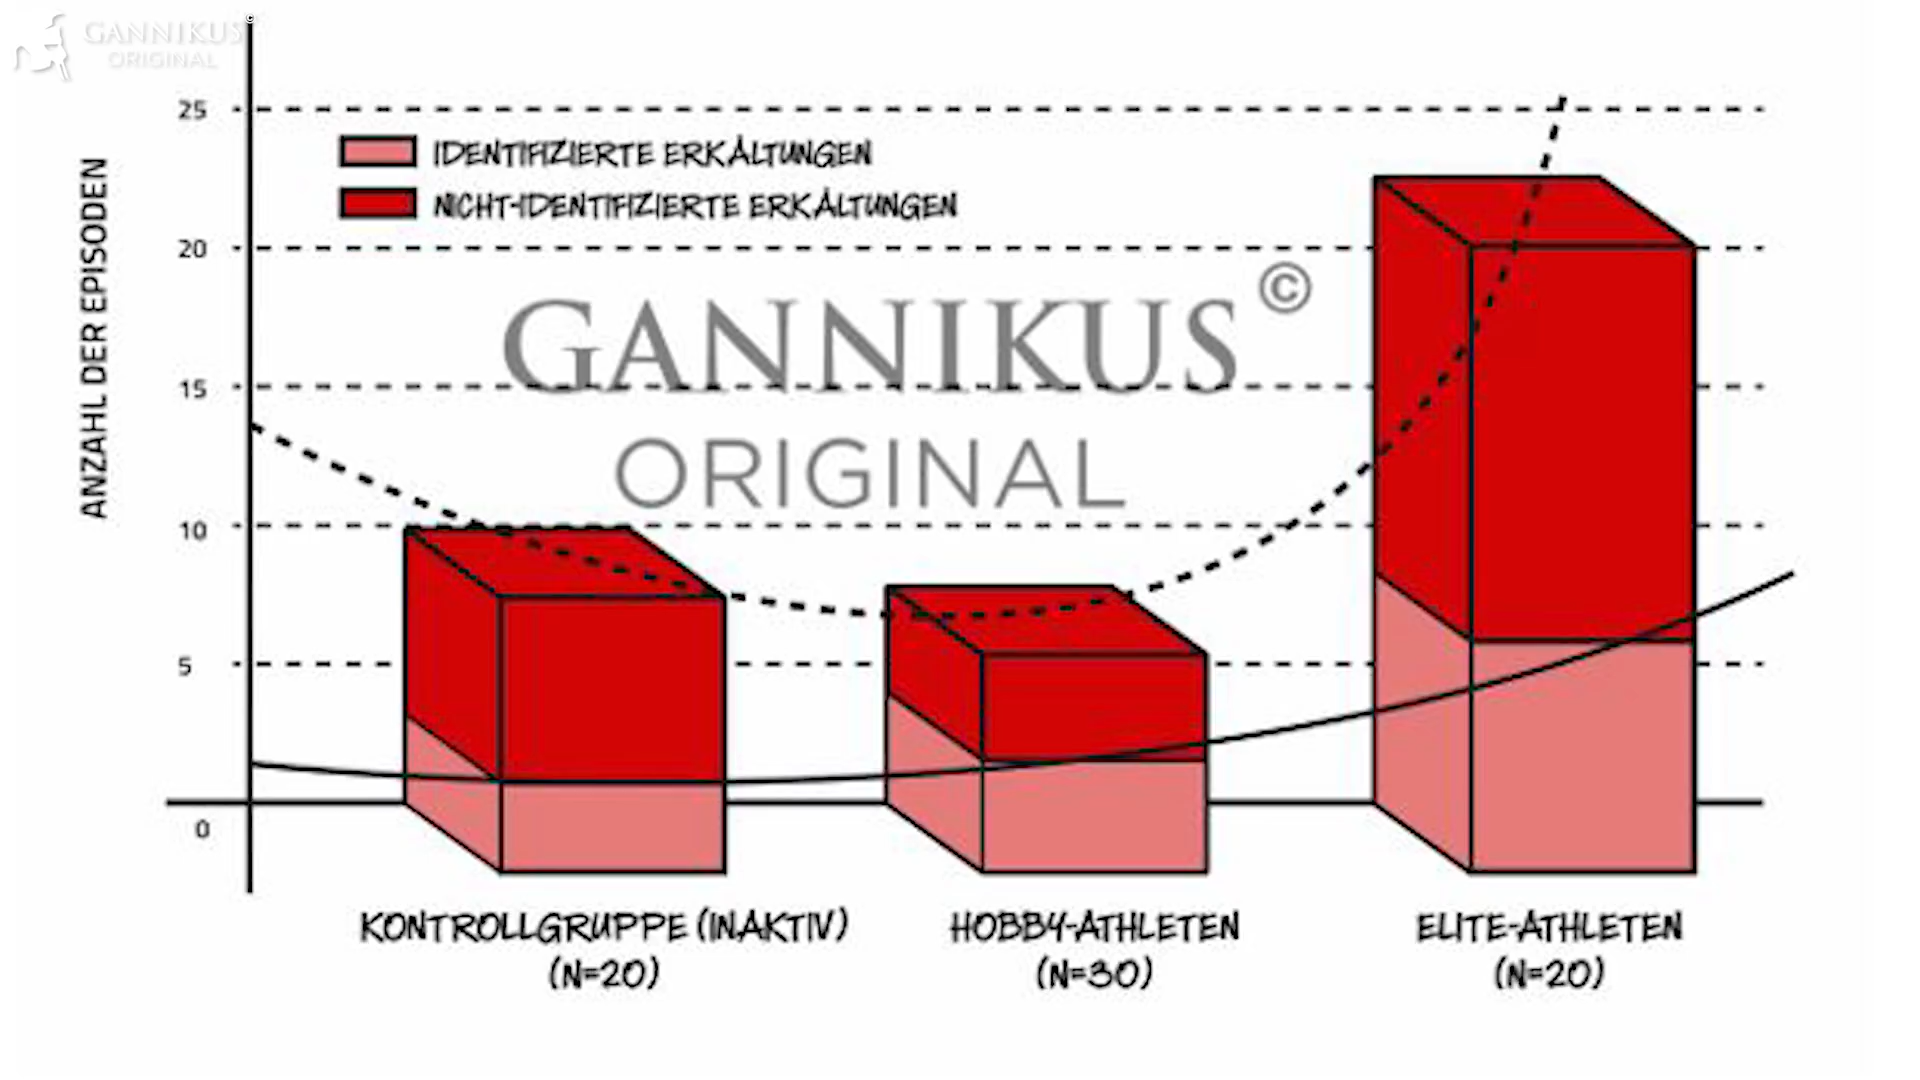 GANNIKUS©
ORIGINAL
ANZAHL DER EPISODEN
25
20
15
10
5
0
IDENTIFIZIERTE ERKÄLTUNGEN
NICHT-IDENTIFIZIERTE ERKÄLTUNGEN
GANNIKUS©
ORIGINAL
KONTROLLGRUPPE (INAKTIV)
(N=20)
HOBBY-ATHLETEN
(N=30)
ELITE-ATHLETEN
(N=20)